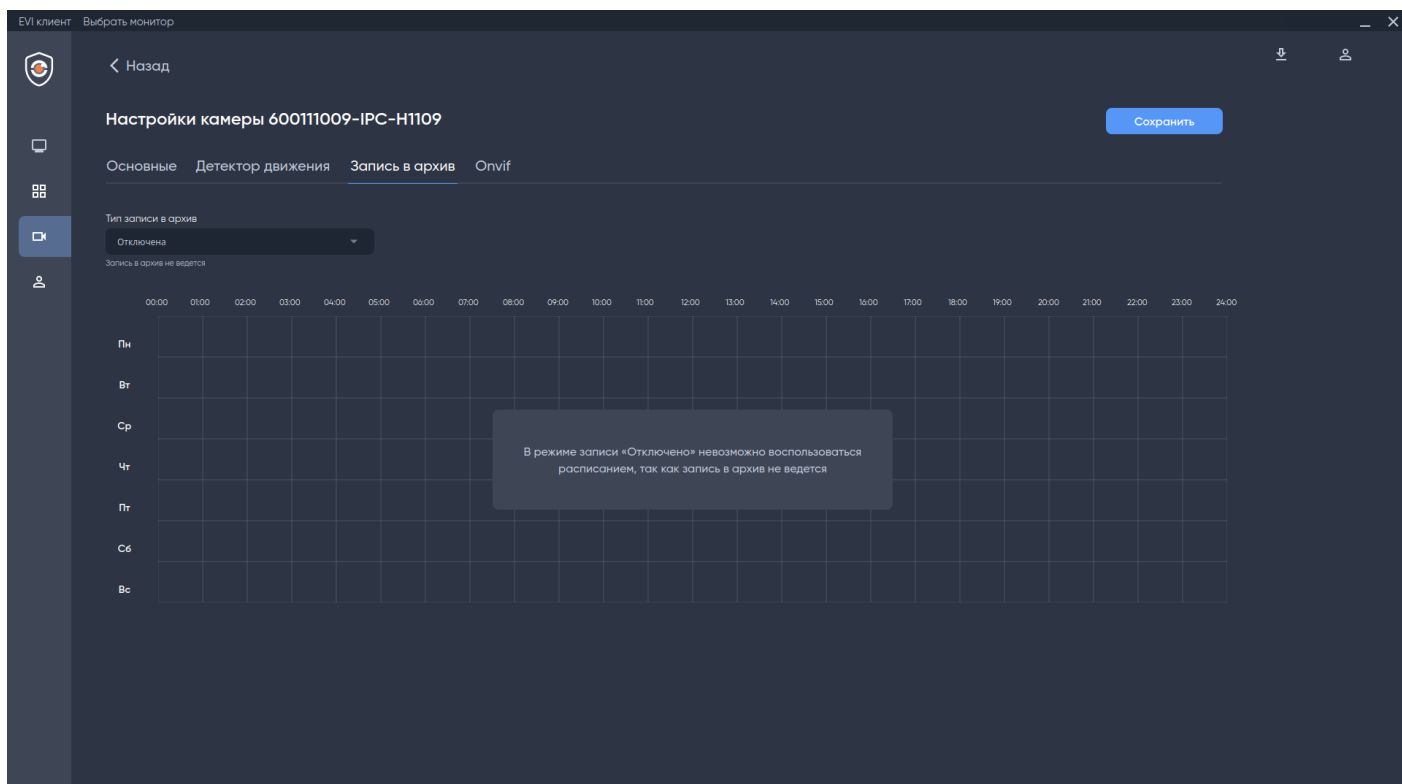 EVI клиент Выбрать монитор
Назад
Настройки камеры 600111009-IPC-H1109
Сохранить
Основные Детектор движения Запись в архив Onvif
Тип записи в архив
Отключена
Запись в архив не ведется
00:00 01:00 02:00 03:00 04:00 05:00 06:00 07:00 08:00 09:00 10:00 11:00 12:00 13:00 14:00 15:00 16:00 17:00 18:00 19:00 20:00 21:00 22:00 23:00 24:00
Пн
Вт
Ср
Чт
Пт
Сб
Вс
В режиме записи «Отключено» невозможно воспользоваться
расписанием, так как запись в архив не ведется